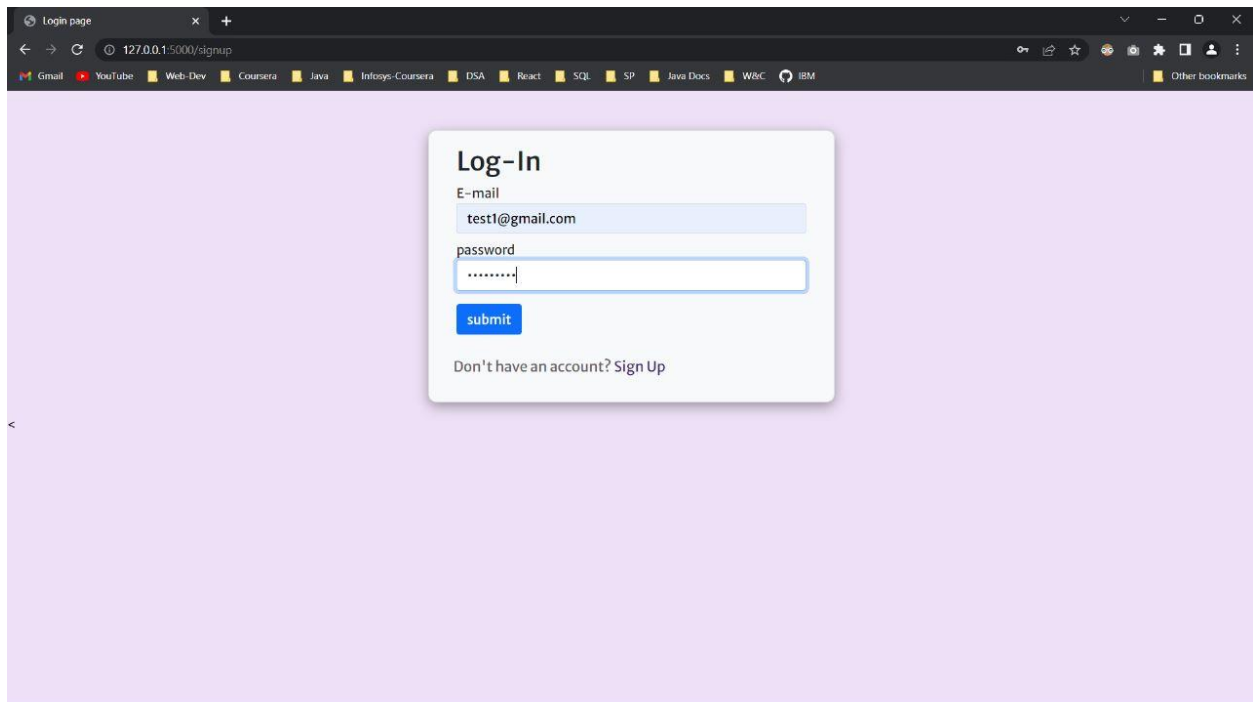 Login page
127.0.0.1:5000/signup
Gmail YouTube Web-Dev Coursera Java Infosys-Coursera DSA React SQL SP Java Docs W&C IBM Other bookmarks
Log-In
E-mail
test1@gmail.com
password
•••••••••
submit
Don't have an account? Sign Up
<